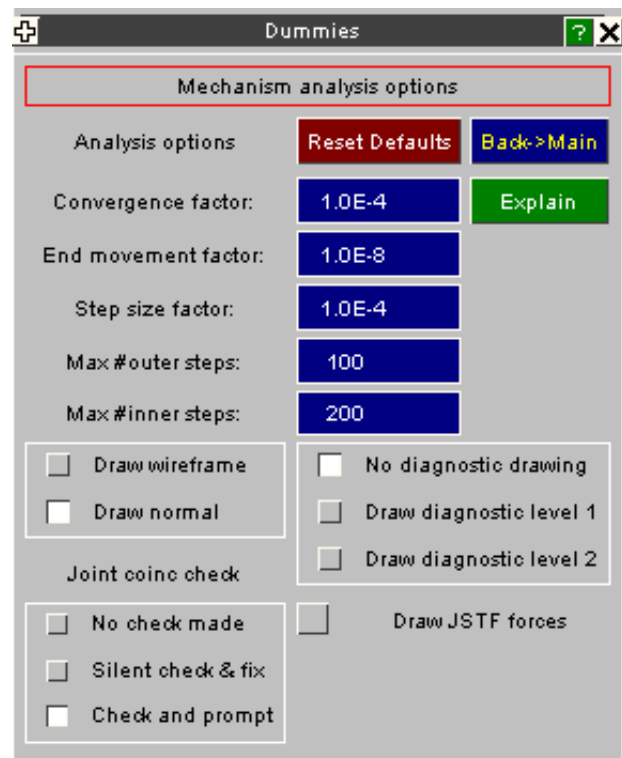 Dummies ?
Mechanism analysis options
Analysis options Reset Defaults Back->Main
Convergence factor: 1.0E-4 Explain
End movement factor: 1.0E-8
Step size factor: 1.0E-4
Max #outer steps: 100
Max #inner steps: 200
Draw wireframe
Draw normal
No diagnostic drawing
Draw diagnostic level 1
Draw diagnostic level 2
Joint coinc check
No check made
Silent check & fix
Check and prompt
Draw JSTF forces